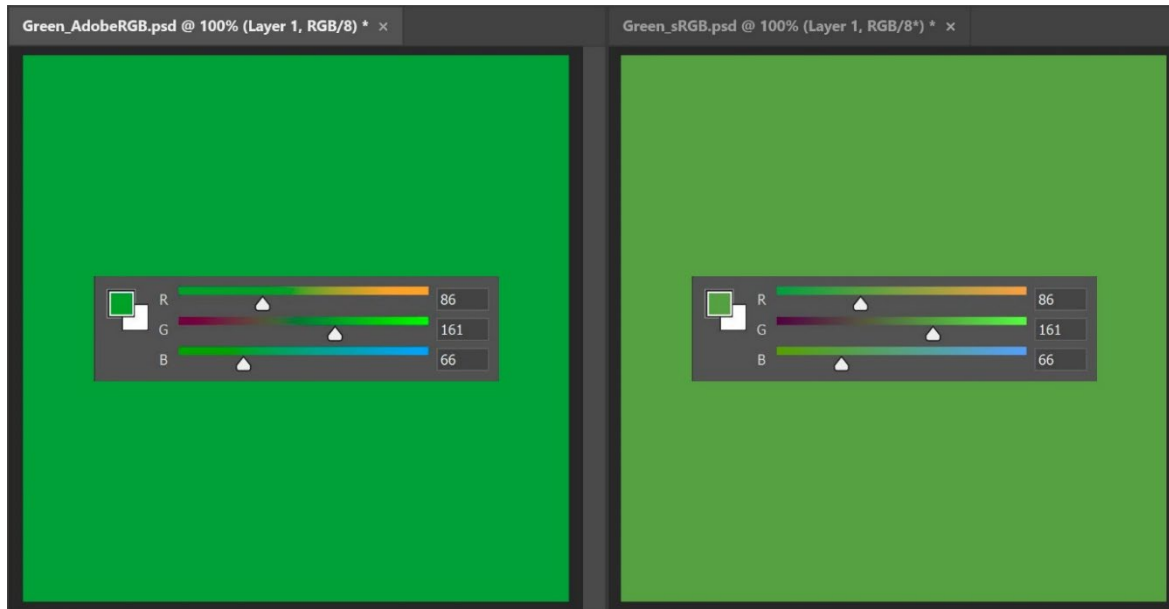 Green_AdobeRGB.psd @ 100% (Layer 1, RGB/8) * ×
R 86
G 161
B 66
Green_sRGB.psd @ 100% (Layer 1, RGB/8*) * ×
R 86
G 161
B 66